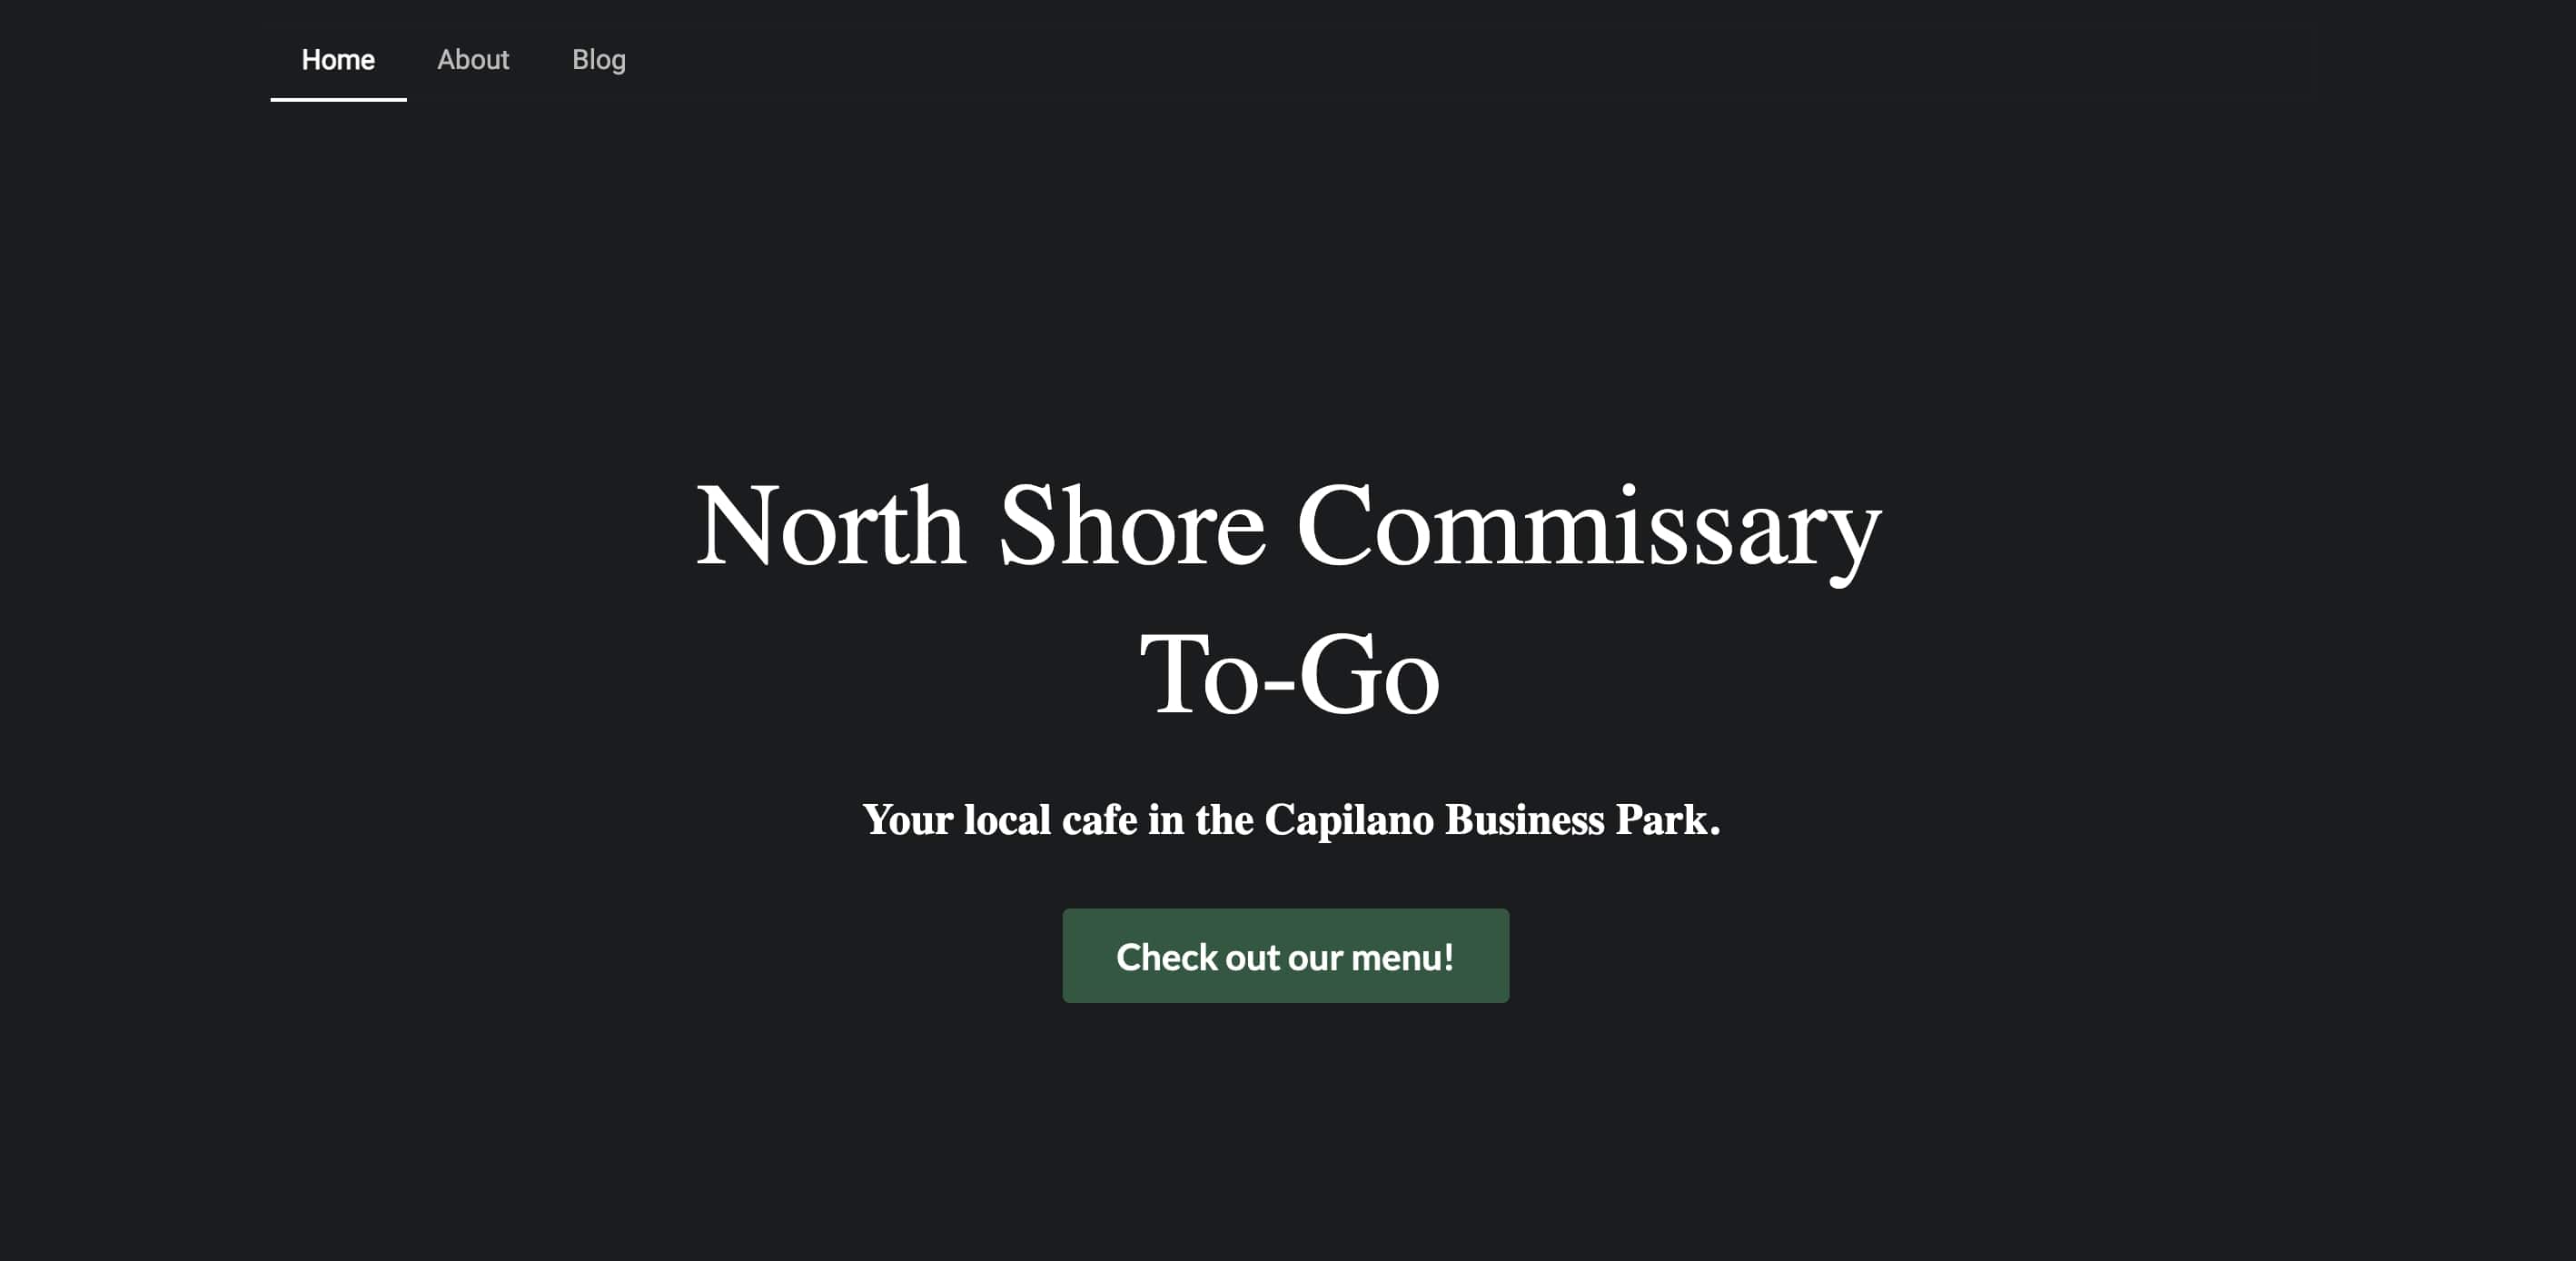 Home About Blog
North Shore Commissary
To-Go
Your local cafe in the Capilano Business Park.
Check out our menu!